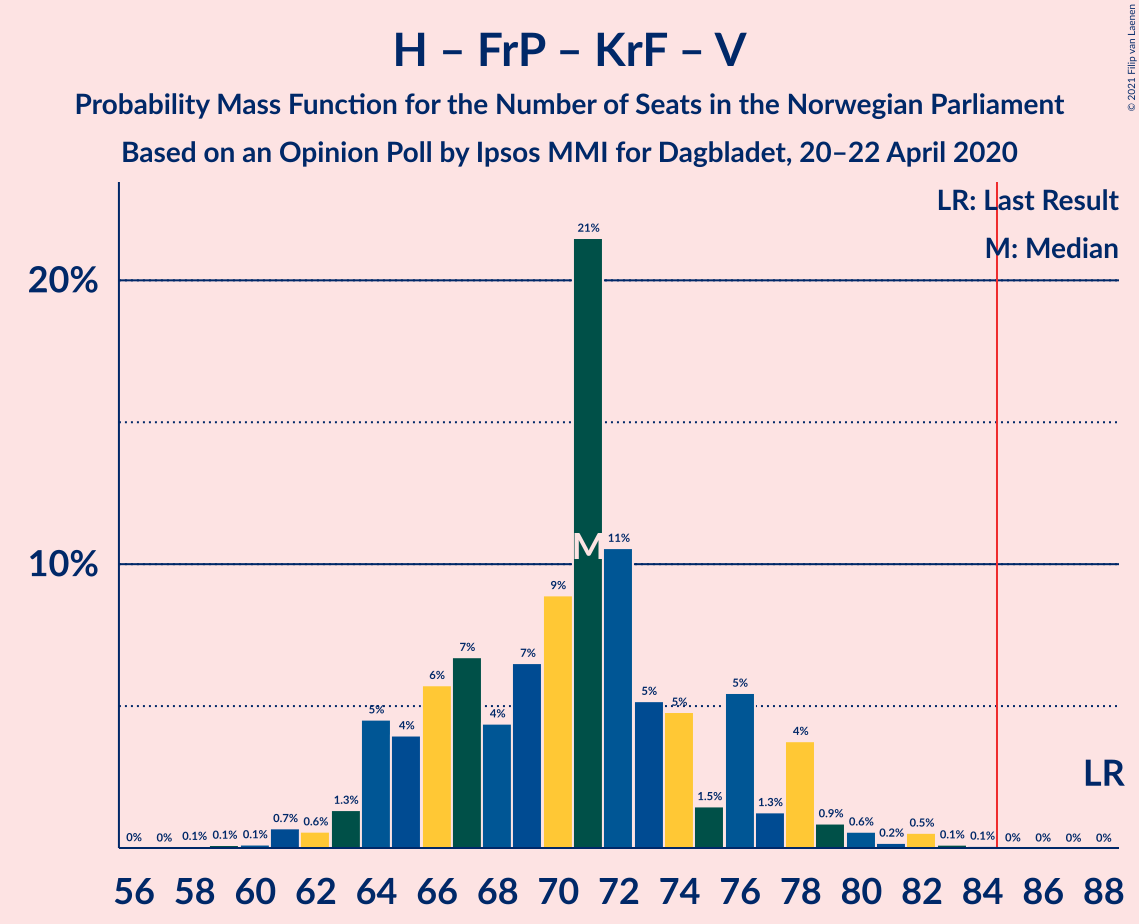 H – FrP – KrF – V
Probability Mass Function for the Number of Seats in the Norwegian Parliament
Based on an Opinion Poll by Ipsos MMI for Dagbladet, 20–22 April 2020
© 2021 Filip van Laenen
LR: Last Result
M: Median
20%
10%
0% 0% 0.1% 0.1% 0.1% 0.7% 0.6% 1.3% 5% 4% 6% 7% 4% 7% 9% 21% 11% 5% 5% 1.5% 5% 1.3% 4% 0.9% 0.6% 0.2% 0.5% 0.1% 0.1% 0% 0% 0% 0%
M
LR
56 58 60 62 64 66 68 70 72 74 76 78 80 82 84 86 88